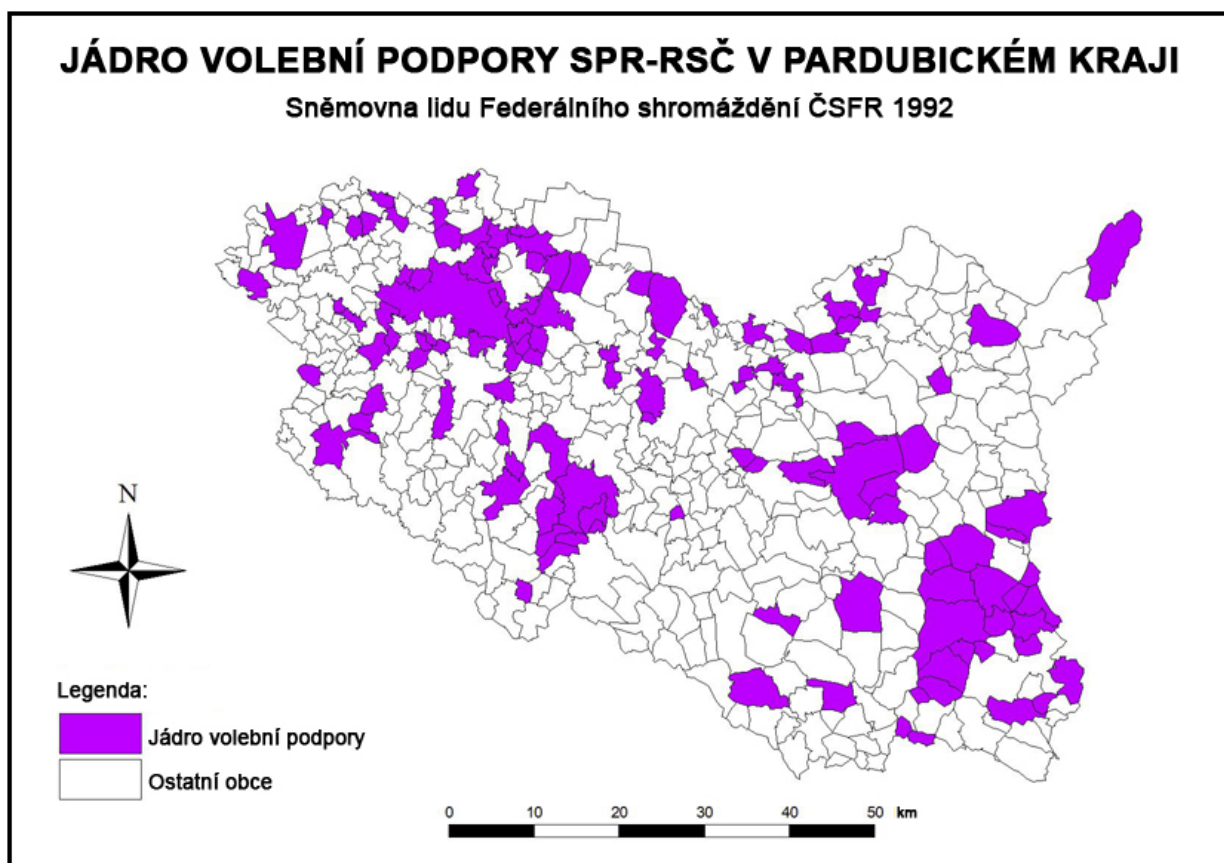 JÁDRO VOLEBNÍ PODPORY SPR-RSČ V PARDUBICKÉM KRAJI
Sněmovna lidu Federálního shromáždění ČSFR 1992
N
Legenda:
Jádro volební podpory
Ostatní obce
0 10 20 30 40 50 km